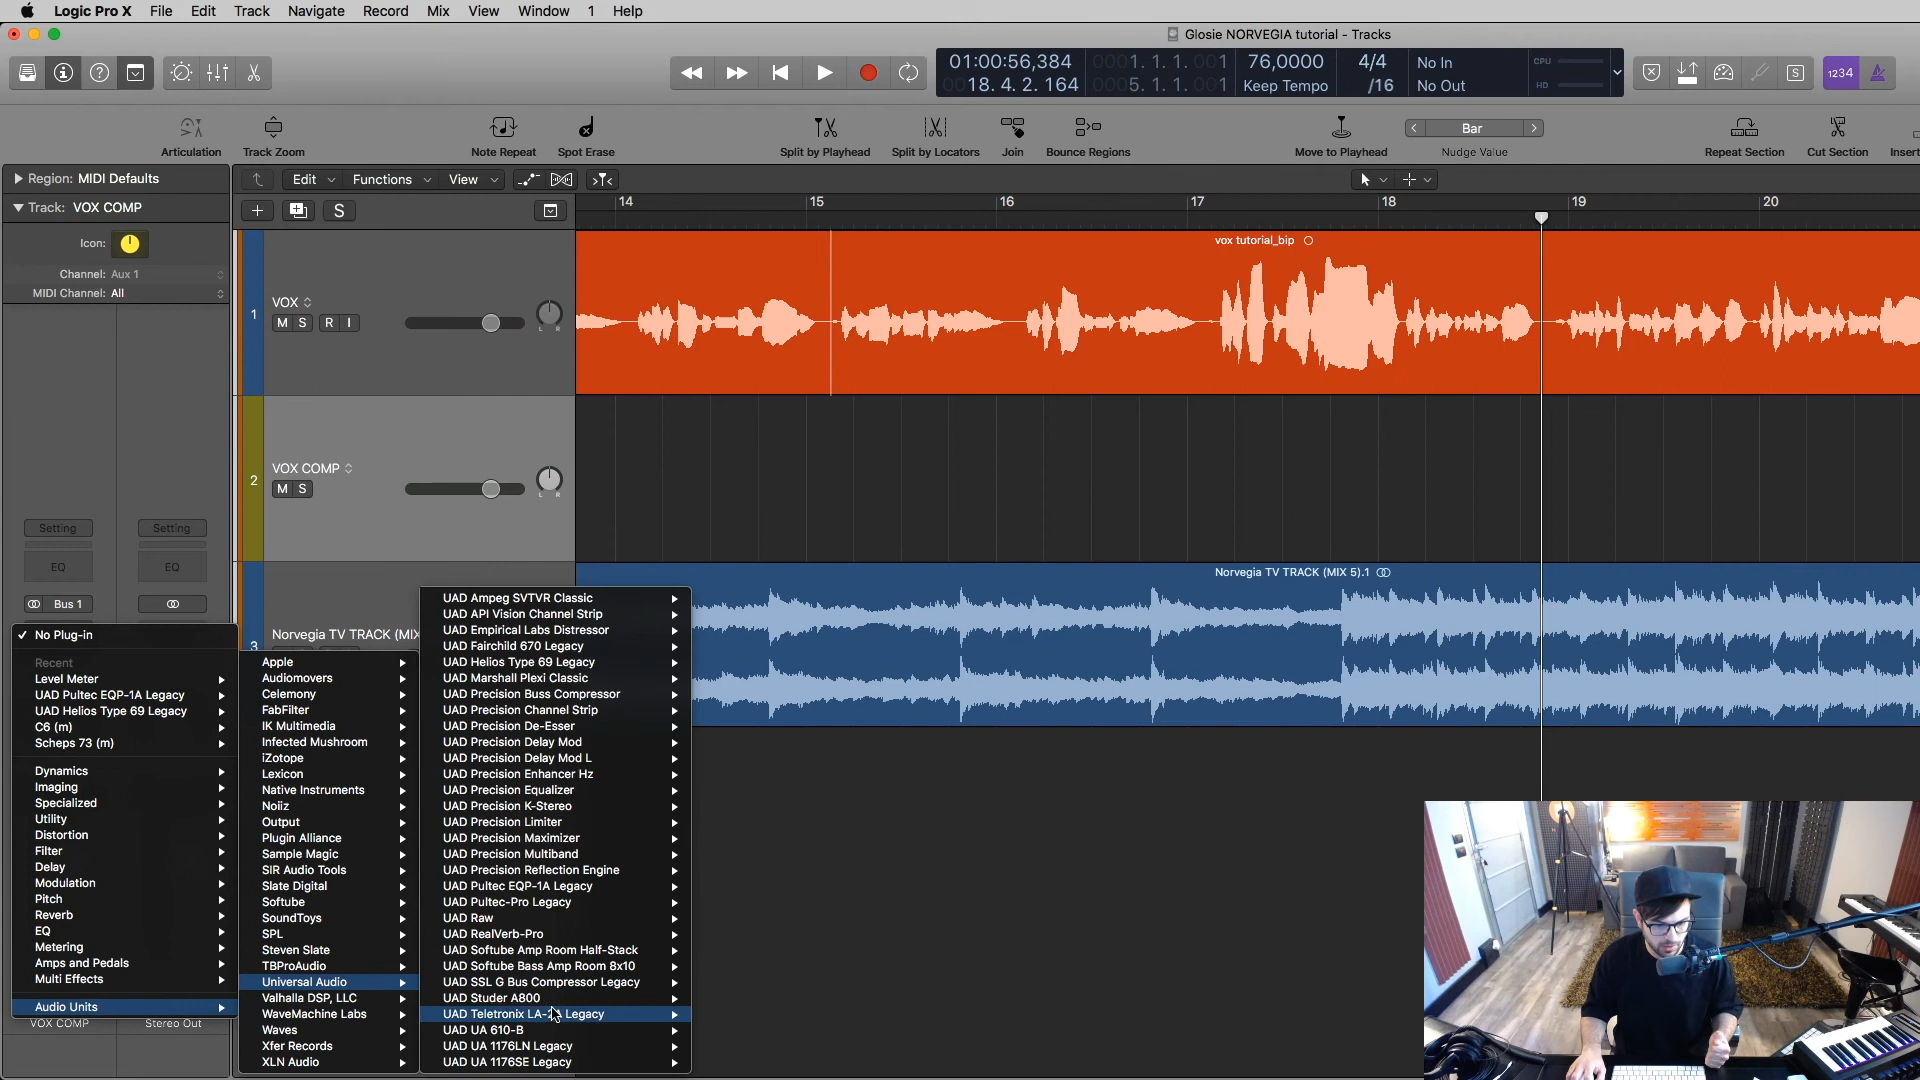 Logic Pro X File Edit Track Navigate Record Mix View Window 1 Help
Glosie NORVEGIA tutorial - Tracks
01:00:56,384 0001. 1. 1. 001 76,0000 4/4 No In CPU
0018. 4. 2. 164 0005. 1. 1. 001 Keep Tempo /16 No Out HD
S 1234
Articulation Track Zoom Note Repeat Spot Erase Split by Playhead Split by Locators Join Bounce Regions Move to Playhead Bar Nudge Value Repeat Section Cut Section Insert
Region: MIDI Defaults
Edit Functions View
Track: VOX COMP
S
14 15 16 17 18 19 20
Icon:
Channel: Aux 1
MIDI Channel: All
vox tutorial_bip
1
VOX
M S R I
L R
2
VOX COMP
M S
L R
Setting Setting
EQ EQ
Bus 1
Norvegia TV TRACK (MIX 5).1
3
Norvegia TV TRACK (MIX
No Plug-in
Recent
Level Meter
UAD Pultec EQP-1A Legacy
UAD Helios Type 69 Legacy
C6 (m)
Scheps 73 (m)
Dynamics
Imaging
Specialized
Utility
Distortion
Filter
Delay
Modulation
Pitch
Reverb
EQ
Metering
Amps and Pedals
Multi Effects
Audio Units
VOX COMP Stereo Out
Apple
Audiomovers
Celemony
FabFilter
IK Multimedia
Infected Mushroom
iZotope
Lexicon
Native Instruments
Noiiz
Output
Plugin Alliance
Sample Magic
SIR Audio Tools
Slate Digital
Softube
SoundToys
SPL
Steven Slate
TBProAudio
Universal Audio
Valhalla DSP, LLC
WaveMachine Labs
Waves
Xfer Records
XLN Audio
UAD Ampeg SVTVR Classic
UAD API Vision Channel Strip
UAD Empirical Labs Distressor
UAD Fairchild 670 Legacy
UAD Helios Type 69 Legacy
UAD Marshall Plexi Classic
UAD Precision Buss Compressor
UAD Precision Channel Strip
UAD Precision De-Esser
UAD Precision Delay Mod
UAD Precision Delay Mod L
UAD Precision Enhancer Hz
UAD Precision Equalizer
UAD Precision K-Stereo
UAD Precision Limiter
UAD Precision Maximizer
UAD Precision Multiband
UAD Precision Reflection Engine
UAD Pultec EQP-1A Legacy
UAD Pultec-Pro Legacy
UAD Raw
UAD RealVerb-Pro
UAD Softube Amp Room Half-Stack
UAD Softube Bass Amp Room 8x10
UAD SSL G Bus Compressor Legacy
UAD Studer A800
UAD Teletronix LA-2A Legacy
UAD UA 610-B
UAD UA 1176LN Legacy
UAD UA 1176SE Legacy